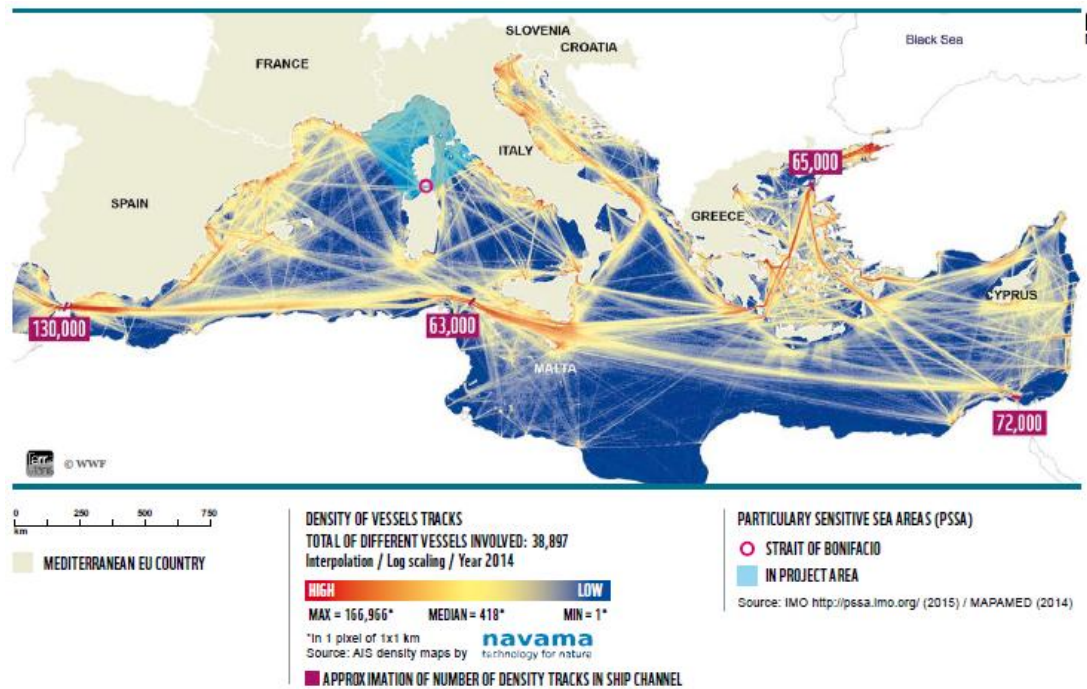 SLOVENIA
CROATIA
Black Sea
FRANCE
65,000
ITALY
SPAIN
GREECE
CYPRUS
130,000
63,000
MALTA
72,000
© WWF
0 250 500 750
km
MEDITERRANEAN EU COUNTRY
DENSITY OF VESSELS TRACKS
TOTAL OF DIFFERENT VESSELS INVOLVED: 38,897
Interpolation / Log scaling / Year 2014
HIGH LOW
MAX = 166,966* MEDIAN = 418* MIN = 1*
*In 1 pixel of 1x1 km
Source: AIS density maps by navama
technology for nature
APPROXIMATION OF NUMBER OF DENSITY TRACKS IN SHIP CHANNEL
PARTICULARY SENSITIVE SEA AREAS (PSSA)
STRAIT OF BONIFACIO
IN PROJECT AREA
Source: IMO http://pssa.imo.org/ (2015) / MAPAMED (2014)